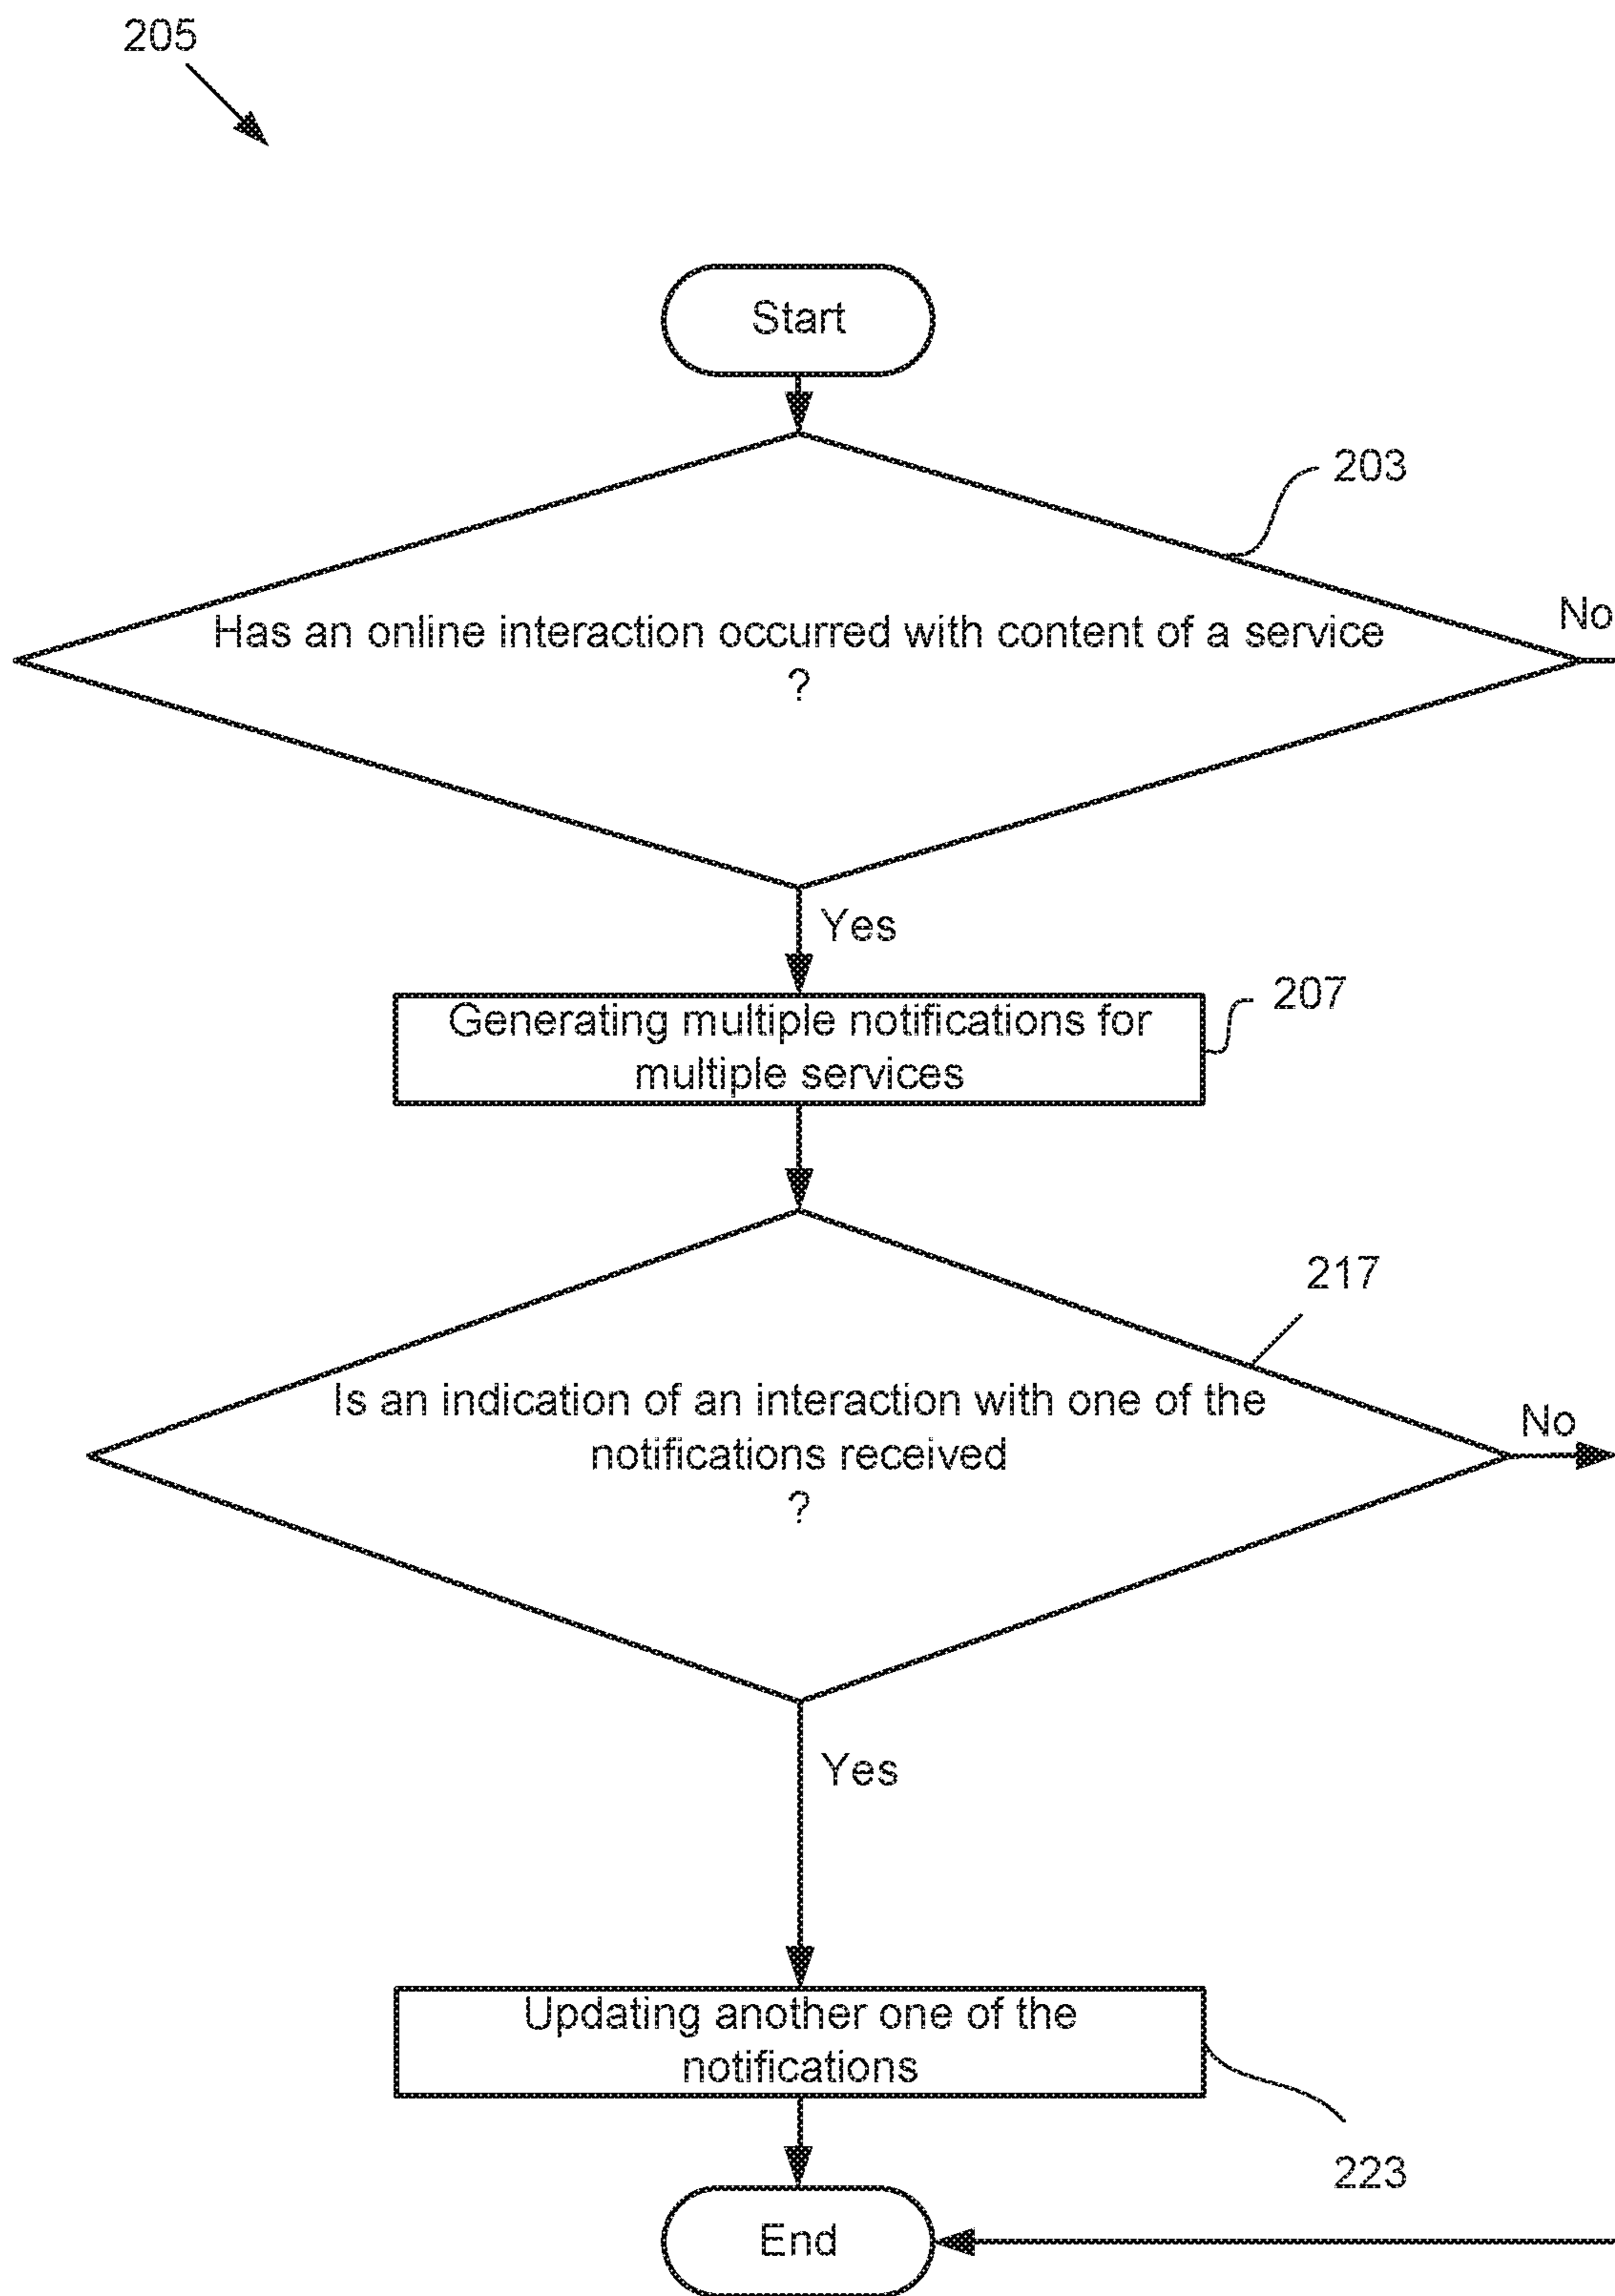 205
Start
203
Has an online interaction occurred with content of a service
?
No
Yes
Generating multiple notifications for
multiple services
207
217
Is an indication of an interaction with one of the
notifications received
?
No
Yes
Updating another one of the
notifications
223
End